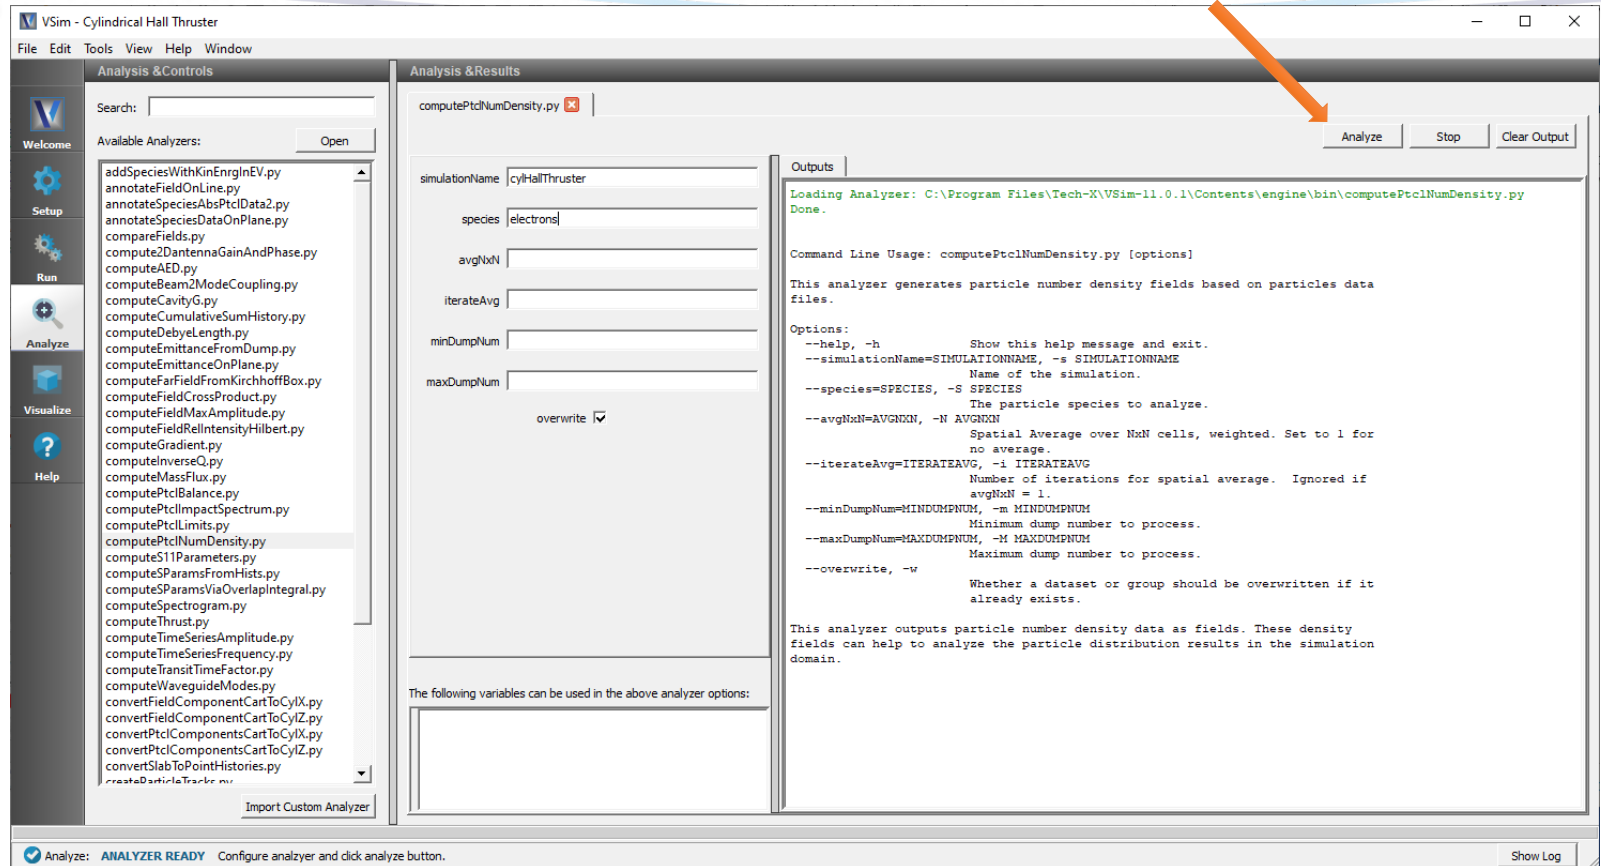 VSim - Cylindrical Hall Thruster
File Edit Tools View Help Window
Analysis &Controls
Analysis &Results
Welcome
Setup
Run
Analyze
Visualize
Help
Search:
Available Analyzers:
Open
addSpeciesWithKinEnrgInEV.py
annotateFieldOnLine.py
annotateSpeciesAbsPtclData2.py
annotateSpeciesDataOnPlane.py
compareFields.py
compute2DantennaGainAndPhase.py
computeAED.py
computeBeam2ModeCoupling.py
computeCavityG.py
computeCumulativeSumHistory.py
computeDebyeLength.py
computeEmittanceFromDump.py
computeEmittanceOnPlane.py
computeFarFieldFromKirchhoffBox.py
computeFieldCrossProduct.py
computeFieldMaxAmplitude.py
computeFieldRelIntensityHilbert.py
computeGradient.py
computeInverseQ.py
computeMassFlux.py
computePtclBalance.py
computePtclImpactSpectrum.py
computePtclLimits.py
computePtclNumDensity.py
computeS11Parameters.py
computeSParamsFromHists.py
computeSParamsViaOverlapIntegral.py
computeSpectrogram.py
computeThrust.py
computeTimeSeriesAmplitude.py
computeTimeSeriesFrequency.py
computeTransitTimeFactor.py
computeWaveguideModes.py
convertFieldComponentCartToCylX.py
convertFieldComponentCartToCylZ.py
convertPtclComponentsCartToCylX.py
convertPtclComponentsCartToCylZ.py
convertSlabToPointHistories.py
createParticleTracks.py
Import Custom Analyzer
computePtclNumDensity.py
Analyze
Stop
Clear Output
simulationName cylHallThruster
species electrons
avgNxN
iterateAvg
minDumpNum
maxDumpNum
overwrite
The following variables can be used in the above analyzer options:
Outputs
Loading Analyzer: C:\Program Files\Tech-X\VSim-11.0.1\Contents\engine\bin\computePtclNumDensity.py
Done.
Command Line Usage: computePtclNumDensity.py [options]
This analyzer generates particle number density fields based on particles data
files.
Options:
--help, -h Show this help message and exit.
--simulationName=SIMULATIONNAME, -s SIMULATIONNAME
Name of the simulation.
--species=SPECIES, -S SPECIES
The particle species to analyze.
--avgNxN=AVGNXN, -N AVGNXN
Spatial Average over NxN cells, weighted. Set to 1 for
no average.
--iterateAvg=ITERATEAVG, -i ITERATEAVG
Number of iterations for spatial average. Ignored if
avgNxN = 1.
--minDumpNum=MINDUMPNUM, -m MINDUMPNUM
Minimum dump number to process.
--maxDumpNum=MAXDUMPNUM, -M MAXDUMPNUM
Maximum dump number to process.
--overwrite, -w
Whether a dataset or group should be overwritten if it
already exists.
This analyzer outputs particle number density data as fields. These density
fields can help to analyze the particle distribution results in the simulation
domain.
Analyze: ANALYZER READY Configure analzyer and click analyze button.
Show Log